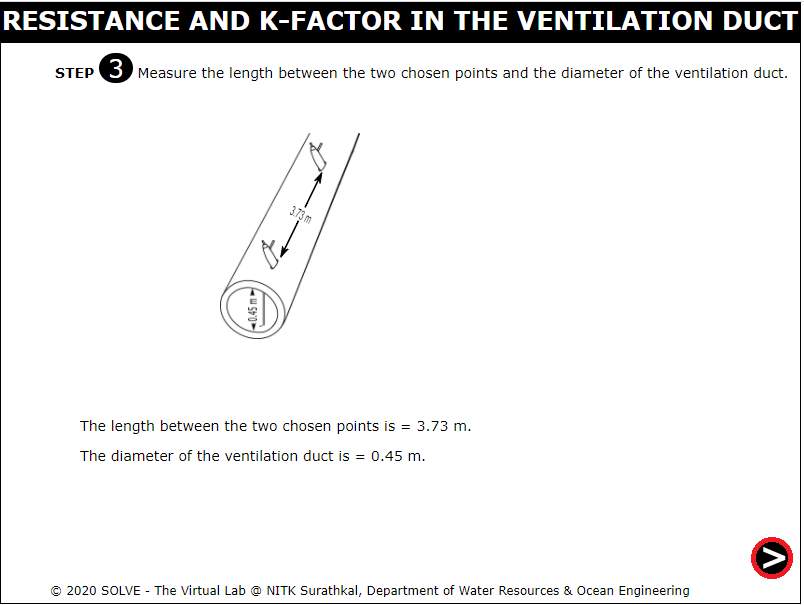 RESISTANCE AND K-FACTOR IN THE VENTILATION DUCT
STEP 3 Measure the length between the two chosen points and the diameter of the ventilation duct.
3.73 m
0.45 m
The length between the two chosen points is = 3.73 m.
The diameter of the ventilation duct is = 0.45 m.
© 2020 SOLVE - The Virtual Lab @ NITK Surathkal, Department of Water Resources & Ocean Engineering